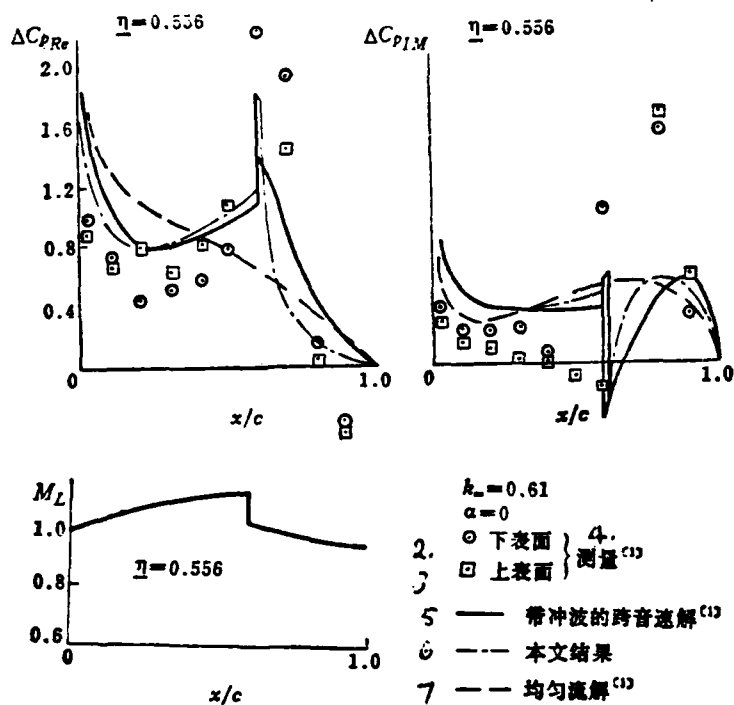 ΔCpRe
η=0.556
2.0
1.6
1.2
0.8
0.4
0
1.0
x/c
ΔCpIM
η=0.556
0
1.0
x/c
ML
1.0
0.8
0.6
η=0.556
0
1.0
x/c
k∞=0.61
α=0
2. ⊙ 下表面
3 ⊡ 上表面
4. 测量[1]
5 —— 带冲波的跨音速解[1]
6 —·— 本文结果
7 — — 均匀流解[1]